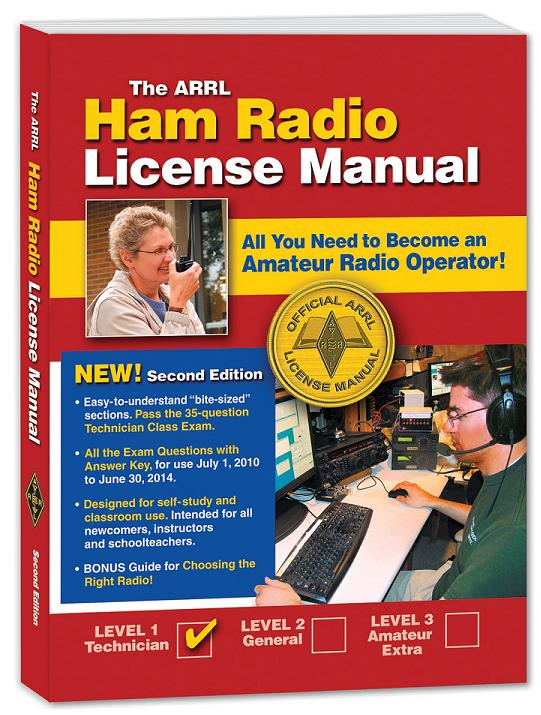 The ARRL
Ham Radio
License Manual
The ARRL Ham Radio License Manual
Second Edition
All You Need to Become an
Amateur Radio Operator!
OFFICIAL ARRL
LICENSE MANUAL
NEW! Second Edition
• Easy-to-understand “bite-sized”
sections. Pass the 35-question
Technician Class Exam.
• All the Exam Questions with
Answer Key, for use July 1, 2010
to June 30, 2014.
• Designed for self-study and
classroom use. Intended for all
newcomers, instructors
and schoolteachers.
• BONUS Guide for Choosing the
Right Radio!
LEVEL 1
Technician
LEVEL 2
General
LEVEL 3
Amateur
Extra